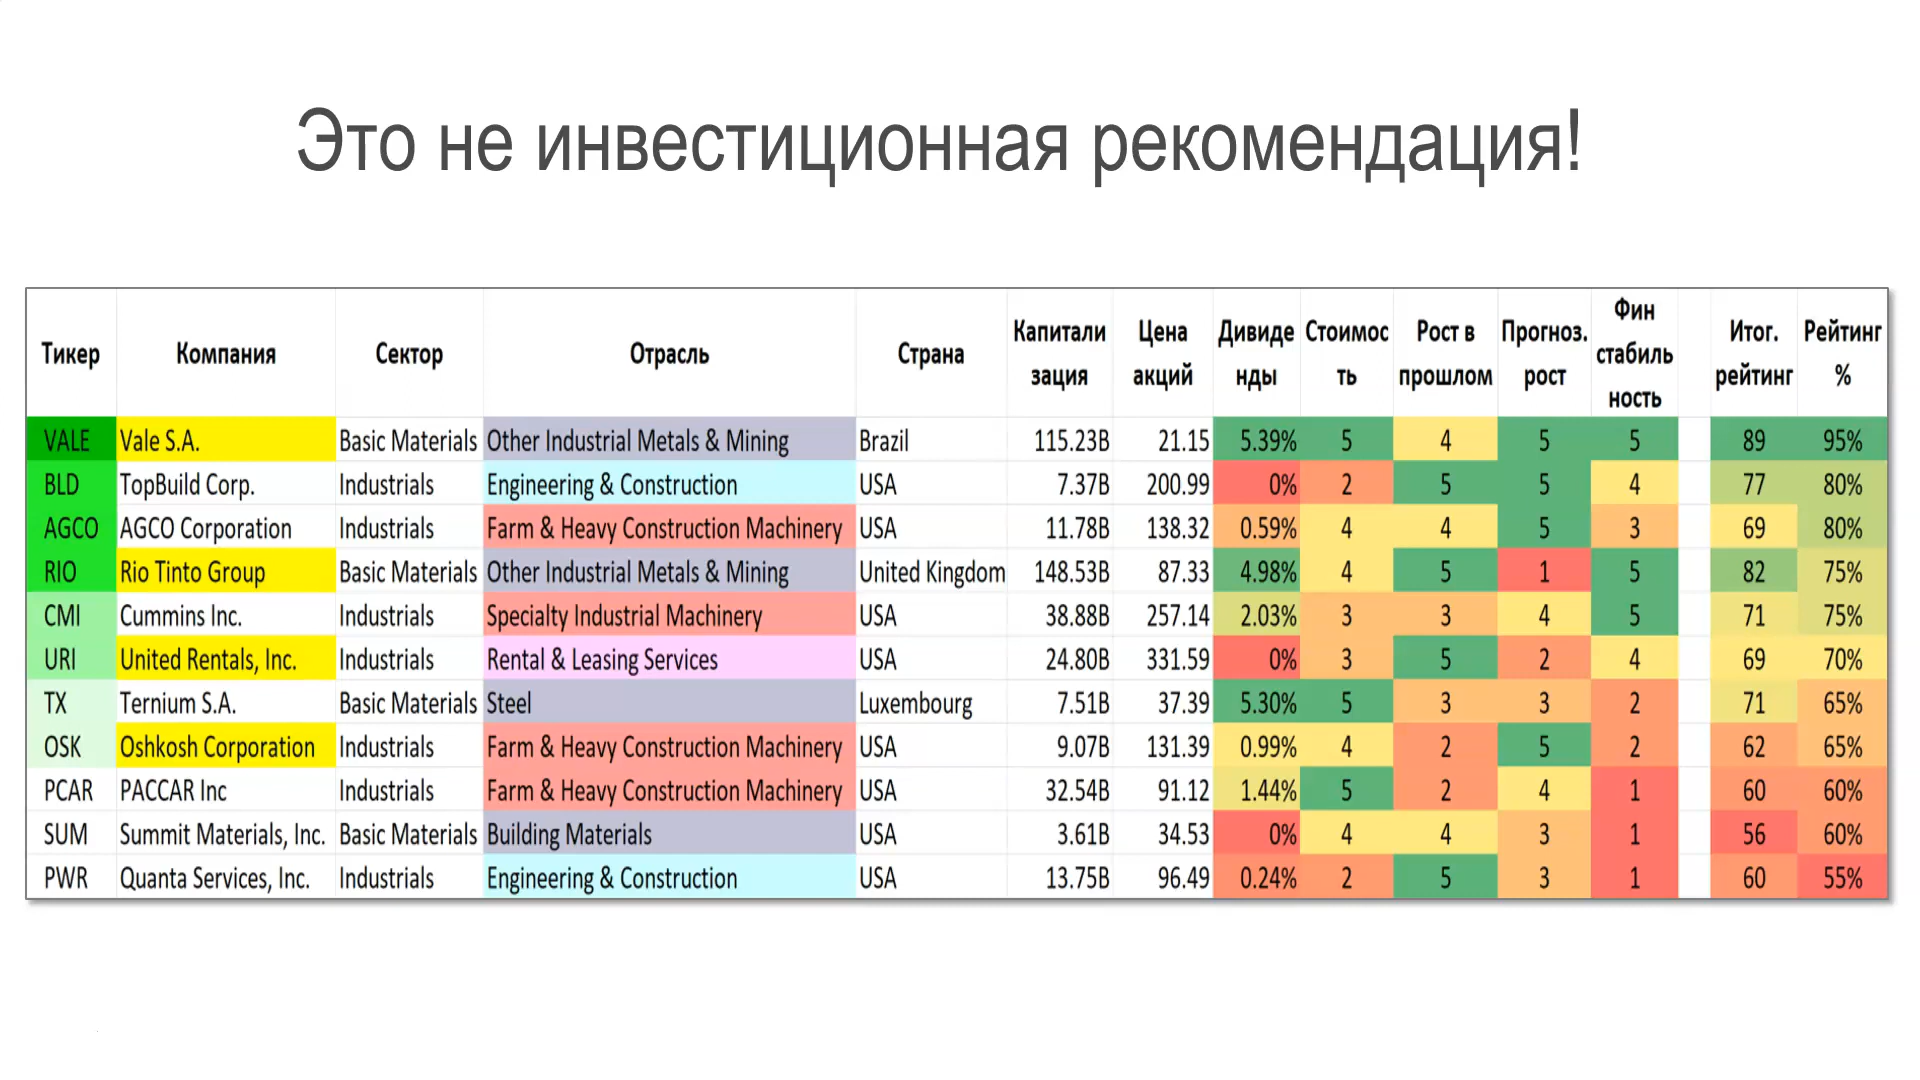 Это не инвестиционная рекомендация!
Тикер Компания Сектор Отрасль Страна Капитали зация Цена акций Дивиде нды Стоимос ть Рост в прошлом Прогноз. рост Фин стабиль ность Итог. рейтинг Рейтинг %
VALE Vale S.A. Basic Materials Other Industrial Metals & Mining Brazil 115.23B 21.15 5.39% 5 4 5 5 89 95%
BLD TopBuild Corp. Industrials Engineering & Construction USA 7.37B 200.99 0% 2 5 5 4 77 80%
AGCO AGCO Corporation Industrials Farm & Heavy Construction Machinery USA 11.78B 138.32 0.59% 4 4 5 3 69 80%
RIO Rio Tinto Group Basic Materials Other Industrial Metals & Mining United Kingdom 148.53B 87.33 4.98% 4 5 1 5 82 75%
CMI Cummins Inc. Industrials Specialty Industrial Machinery USA 38.88B 257.14 2.03% 3 3 4 5 71 75%
URI United Rentals, Inc. Industrials Rental & Leasing Services USA 24.80B 331.59 0% 3 5 2 4 69 70%
TX Ternium S.A. Basic Materials Steel Luxembourg 7.51B 37.39 5.30% 5 3 3 2 71 65%
OSK Oshkosh Corporation Industrials Farm & Heavy Construction Machinery USA 9.07B 131.39 0.99% 4 2 5 2 62 65%
PCAR PACCAR Inc Industrials Farm & Heavy Construction Machinery USA 32.54B 91.12 1.44% 5 2 4 1 60 60%
SUM Summit Materials, Inc. Basic Materials Building Materials USA 3.61B 34.53 0% 4 4 3 1 56 60%
PWR Quanta Services, Inc. Industrials Engineering & Construction USA 13.75B 96.49 0.24% 2 5 3 1 60 55%